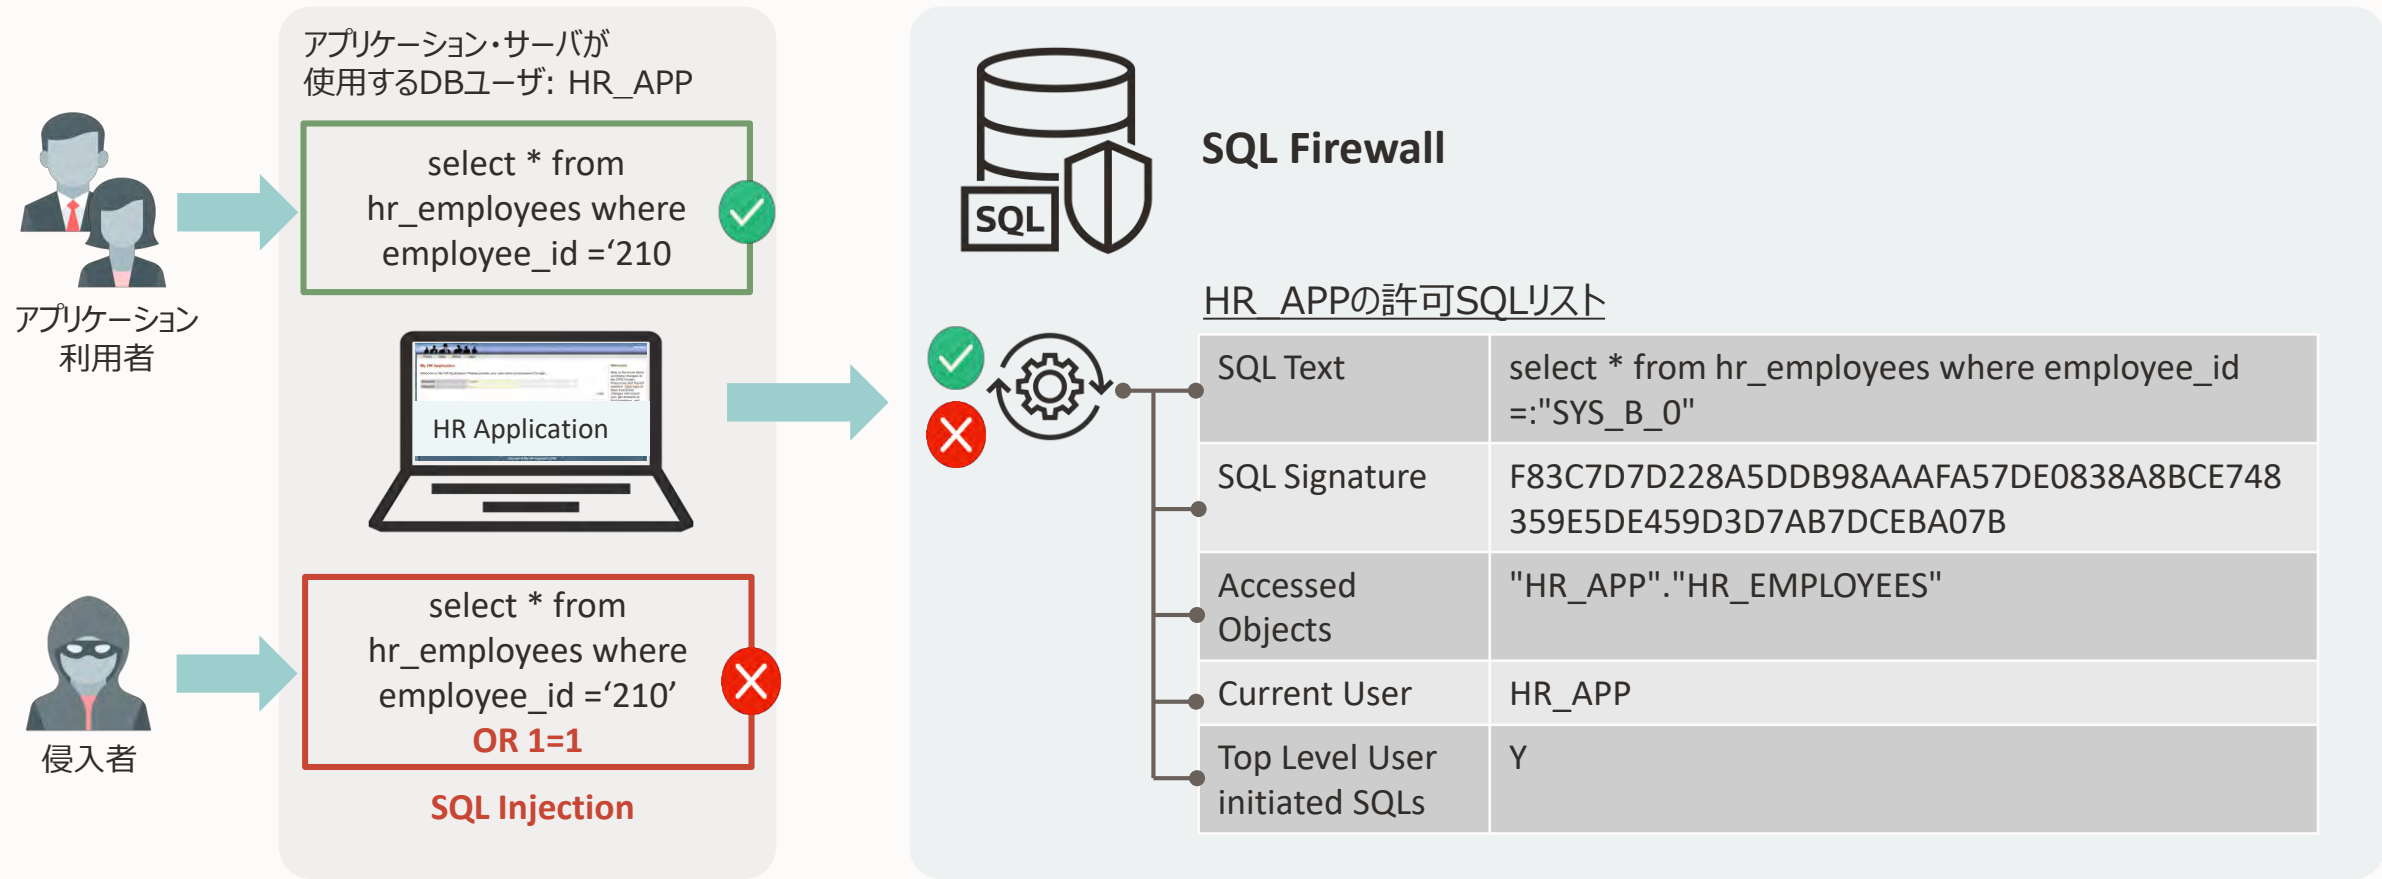 アプリケーション・サーバが
使用するDBユーザ: HR_APP
select * from
hr_employees where
employee_id =‘210
アプリケーション
利用者
My HR Application
HR Application
select * from
hr_employees where
employee_id =‘210’
OR 1=1
侵入者
SQL Injection
SQL
SQL Firewall
HR_APPの許可SQLリスト
SQL Text
select * from hr_employees where employee_id
=:"SYS_B_0"
SQL Signature
F83C7D7D228A5DDB98AAAFA57DE0838A8BCE748
359E5DE459D3D7AB7DCEBA07B
Accessed
Objects
"HR_APP"."HR_EMPLOYEES"
Current User
HR_APP
Top Level User
initiated SQLs
Y